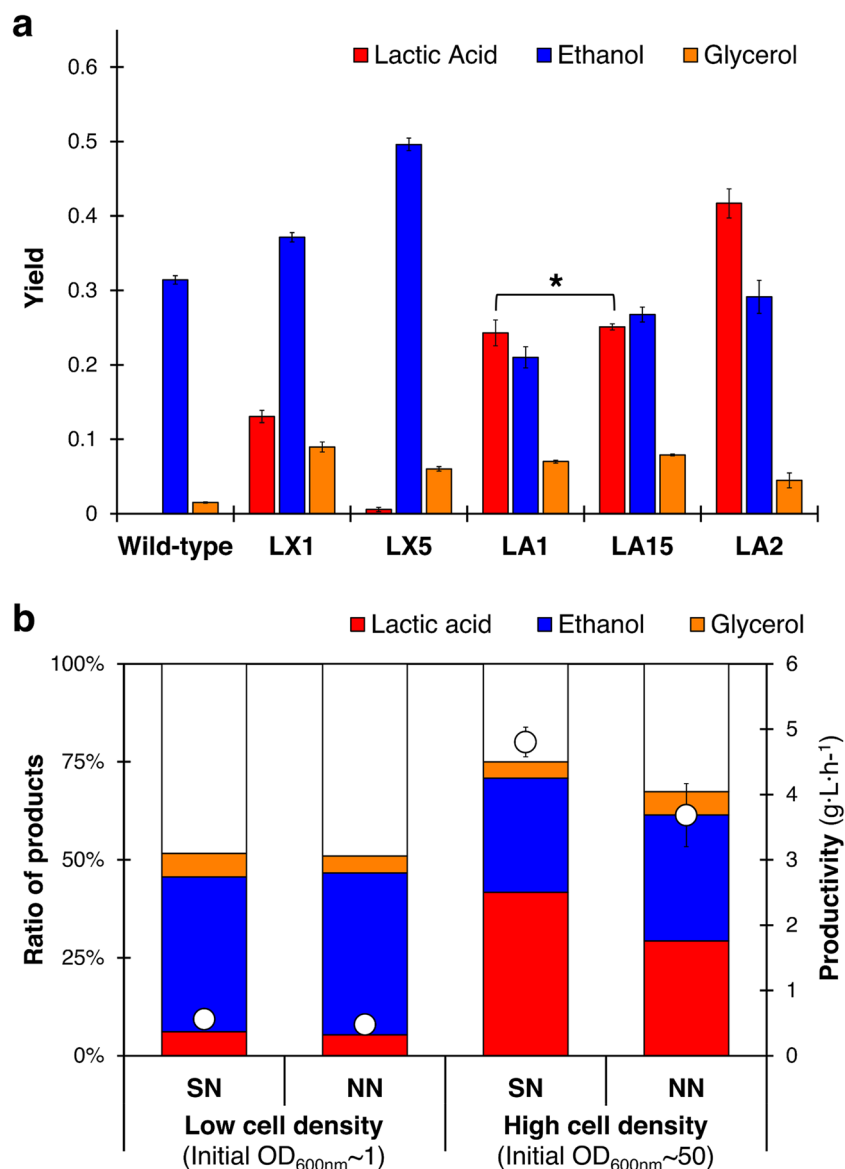 a
Lactic Acid Ethanol Glycerol
0.6
0.5
0.4
0.3
0.2
0.1
0
Yield
*
Wild-type LX1 LX5 LA1 LA15 LA2
b
Lactic acid Ethanol Glycerol
100% 6
5
75%
4
50% 3
2
25%
1
0% 0
Ratio of products
Productivity (g·L·h-¹)
SN NN SN NN
Low cell density High cell density
(Initial OD600nm~1) (Initial OD600nm~50)